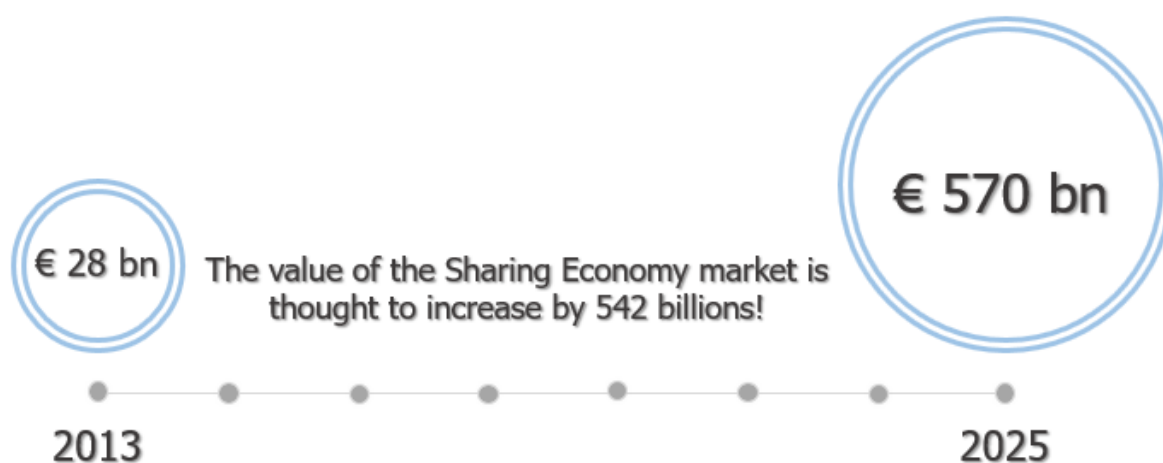 € 28 bn
The value of the Sharing Economy market is
thought to increase by 542 billions!
€ 570 bn
2013
2025